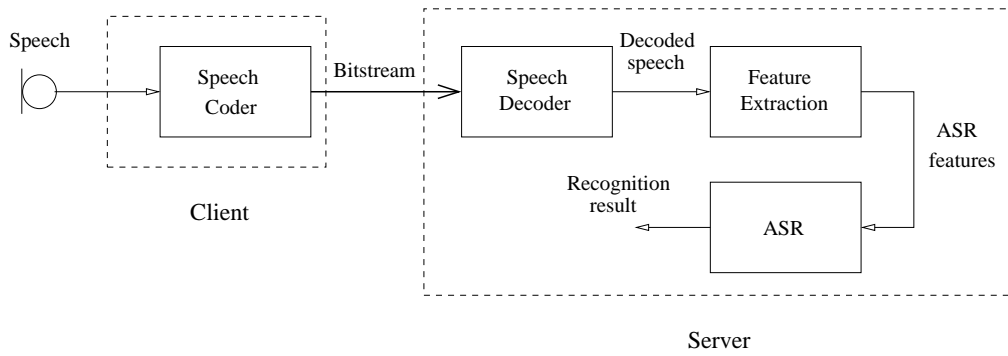 Speech
Speech
Coder
Client
Bitstream
Speech
Decoder
Decoded
speech
Feature
Extraction
ASR
features
ASR
Recognition
result
Server